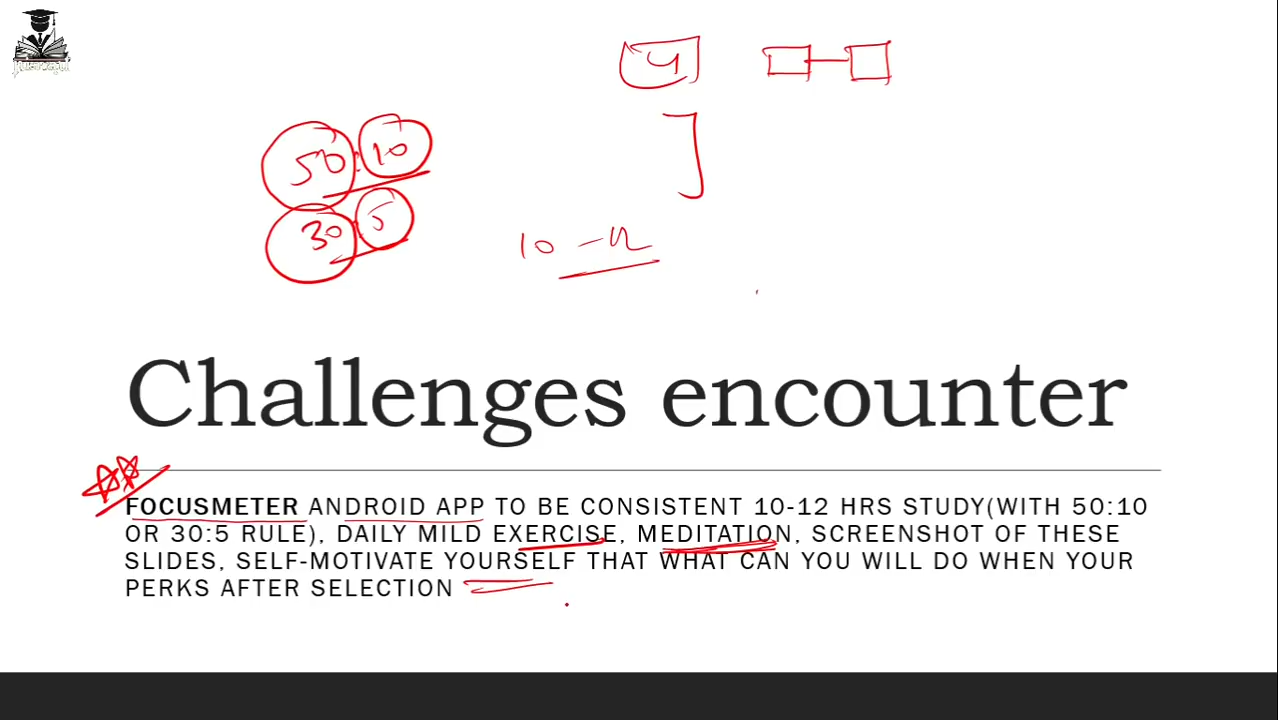 4
50:10
30:5
10-12
Challenges encounter
FOCUSMETER ANDROID APP TO BE CONSISTENT 10-12 HRS STUDY(WITH 50:10
OR 30:5 RULE), DAILY MILD EXERCISE, MEDITATION, SCREENSHOT OF THESE
SLIDES, SELF-MOTIVATE YOURSELF THAT WHAT CAN YOU WILL DO WHEN YOUR
PERKS AFTER SELECTION